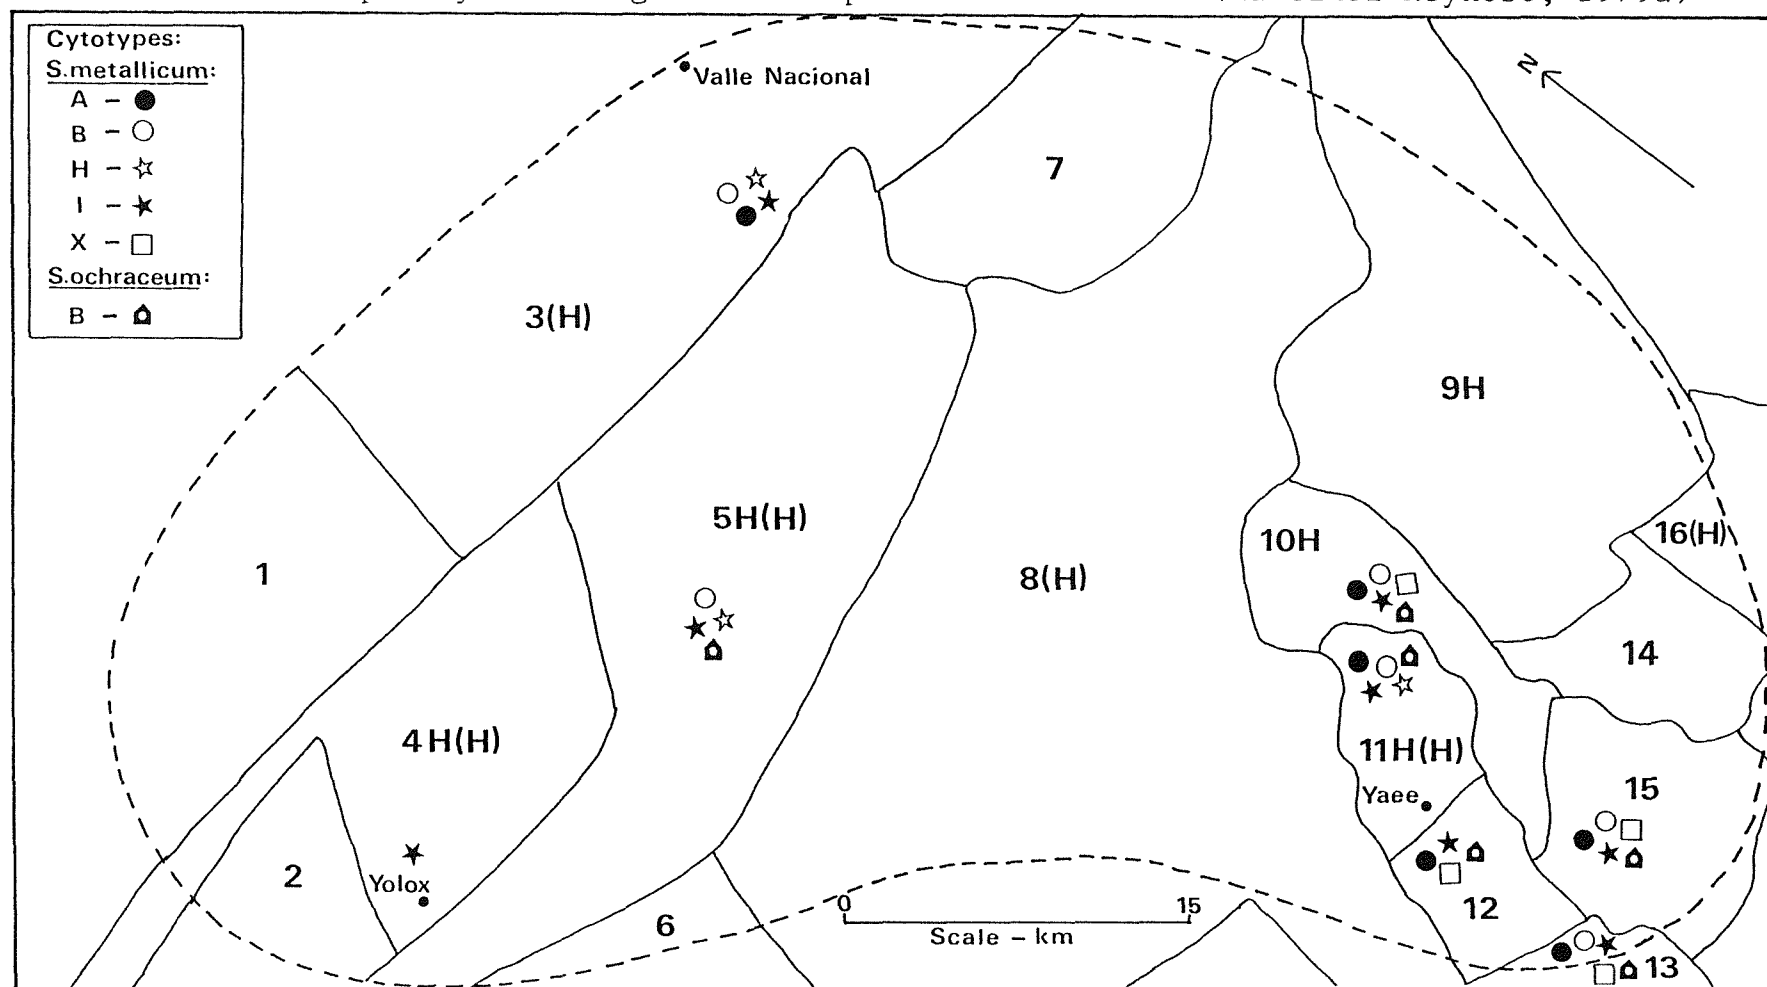 Cytotypes:
S.metallicum:
A –
B –
H –
I –
X –
S.ochraceum:
B –
Valle Nacional
N
7
3(H)
9H
5H(H)
10H
16(H)
1
8(H)
14
4H(H)
11H(H)
15
Yaee
2
Yolox
12
6
0 15
Scale – km
13